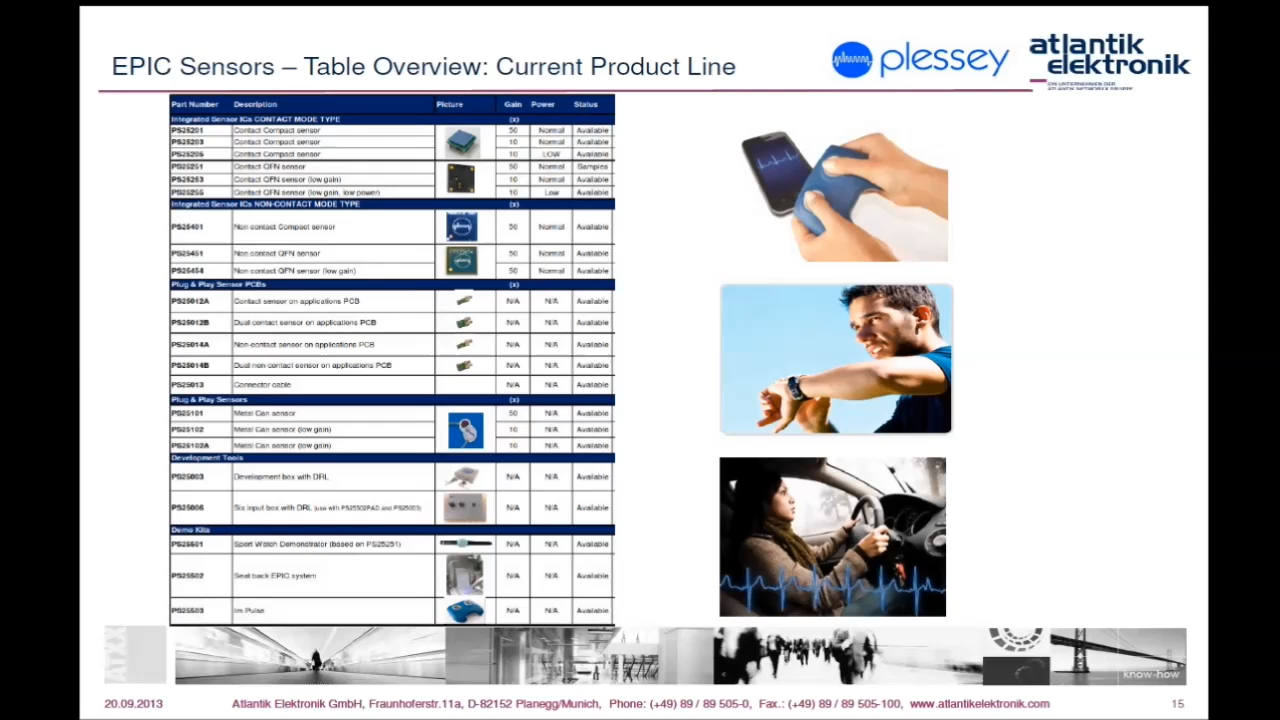 EPIC Sensors – Table Overview: Current Product Line
plessey
atlantik
elektronik
Part Number Description Picture Gain Power Status
Integrated Sensor ICs CONTACT MODE TYPE (x)
PS25201 Contact Compact sensor 50 Normal Available
PS25203 Contact Compact sensor 10 Normal Available
PS25205 Contact Compact sensor 10 LOW Available
PS25251 Contact QFN sensor 50 Normal Samples
PS25253 Contact QFN sensor (low gain) 10 Normal Available
PS25255 Contact QFN sensor (low gain, low power) 10 Low Available
Integrated Sensor ICs NON-CONTACT MODE TYPE (x)
PS25401 Non contact Compact sensor 50 Normal Available
PS25451 Non contact QFN sensor 50 Normal Available
PS25454 Non contact QFN sensor (low gain) 50 Normal Available
Plug & Play Sensor PCBs (x)
PS25012A Contact sensor on applications PCB N/A N/A Available
PS25012B Dual contact sensor on applications PCB N/A N/A Available
PS25014A Non-contact sensor on applications PCB N/A N/A Available
PS25014B Dual non contact sensor on applications PCB N/A N/A Available
PS25013 Connector cable N/A N/A Available
Plug & Play Sensors (x)
PS25101 Metal Can sensor 50 N/A Available
PS25102 Metal Can sensor (low gain) 10 N/A Available
PS25102A Metal Can sensor (low gain) 10 N/A Available
Development Tools
PS25003 Development box with DRL N/A N/A Available
PS25006 Six input box with DRL (use with PS25502PAD and PS25003) N/A N/A Available
Demo Kits
PS25501 Sport Watch Demonstrator (based on PS25251) N/A N/A Available
PS25502 Seat back EPIC system N/A N/A Available
PS25503 Im Pulse N/A N/A Available
know-how
20.09.2013 Atlantik Elektronik GmbH, Fraunhoferstr.11a, D-82152 Planegg/Munich, Phone: (+49) 89 / 89 505-0, Fax.: (+49) 89 / 89 505-100, www.atlantikelektronik.com 15